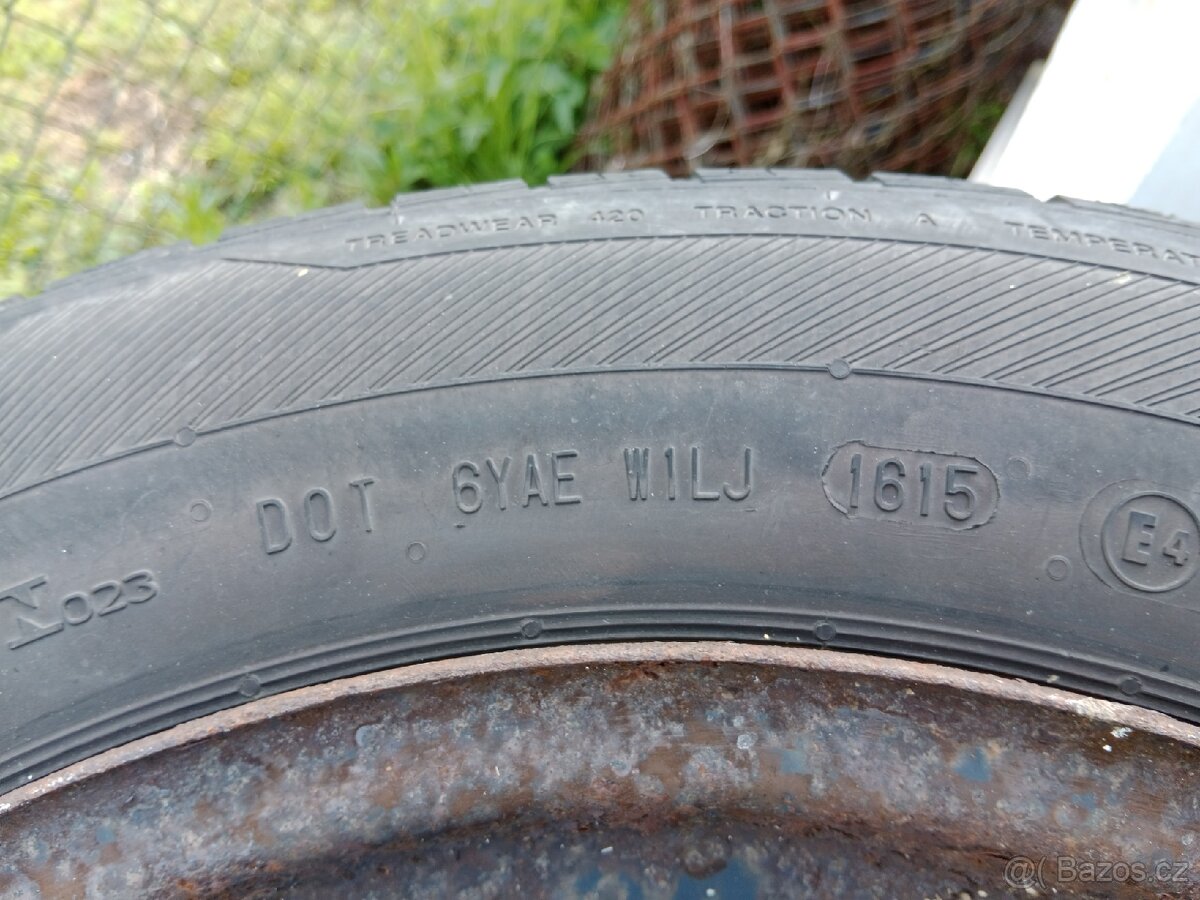 TREADWEAR 420 TRACTION A TEMPERAT
DOT 6YAE W1LJ 1615 E4
023
@( Bazos.cz